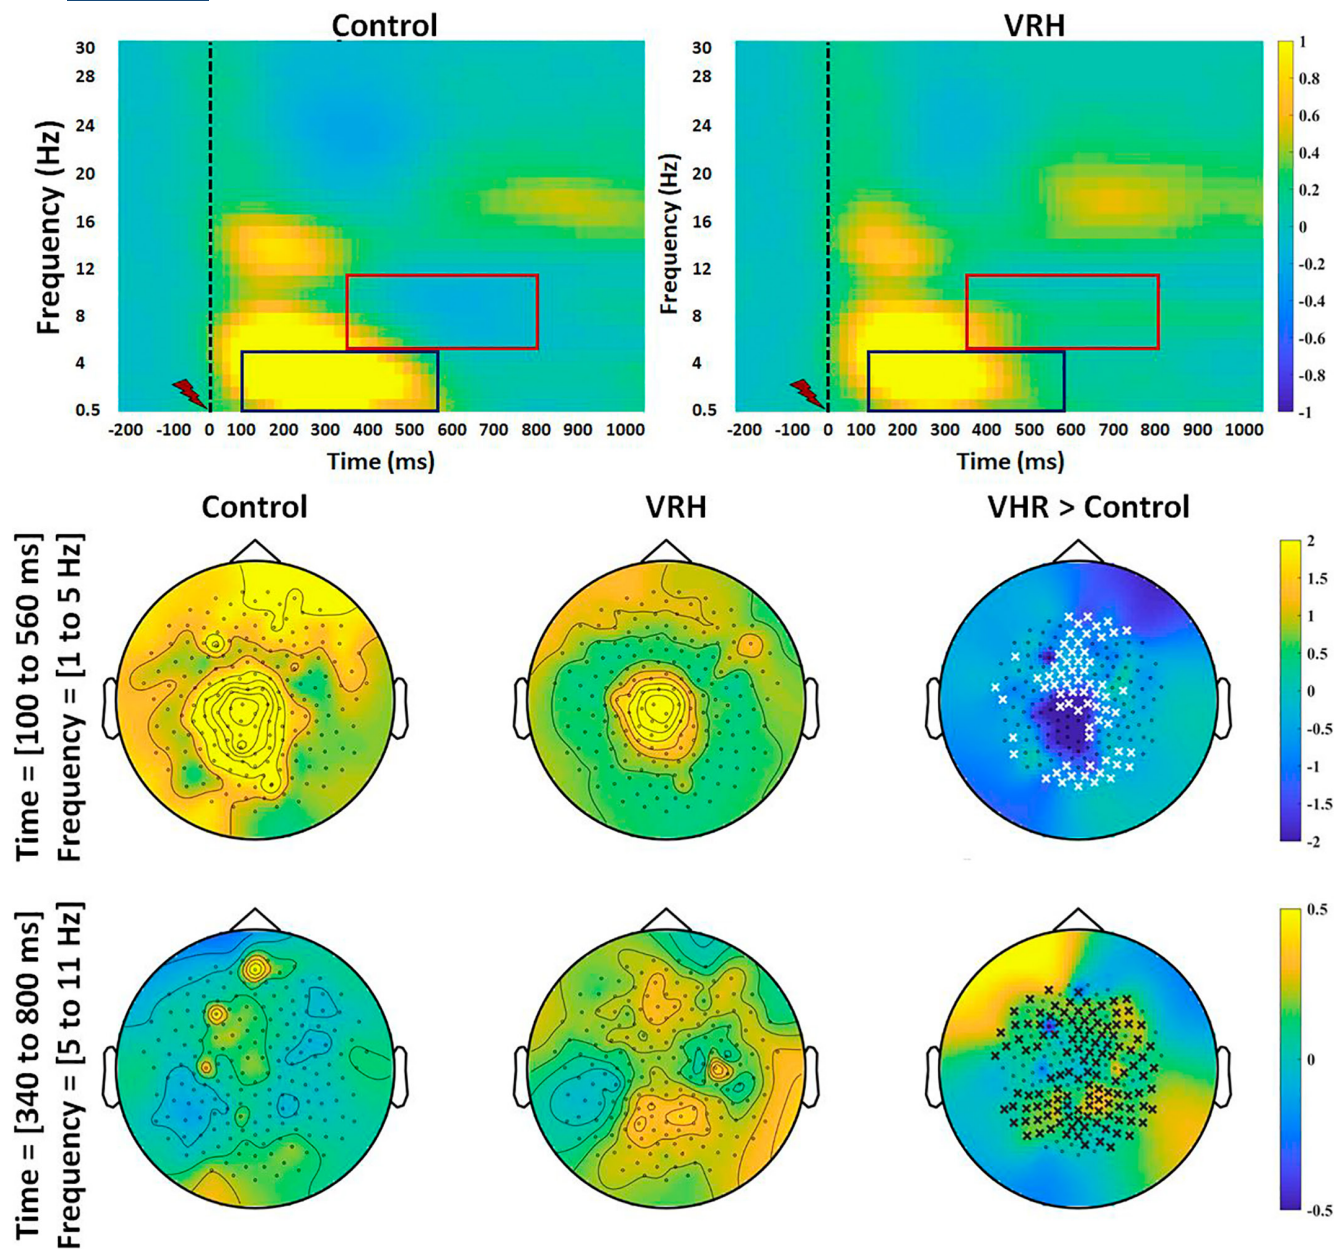 Control
VRH
Frequency (Hz)
30
28
24
20
16
12
8
4
0.5
-200 -100 0 100 200 300 400 500 600 700 800 900 1000
Time (ms)
Frequency (Hz)
30
28
24
20
16
12
8
4
0.5
-200 -100 0 100 200 300 400 500 600 700 800 900 1000
Time (ms)
1
0.8
0.6
0.4
0.2
0
-0.2
-0.4
-0.6
-0.8
-1
Control
VRH
VHR > Control
Time = [100 to 560 ms]
Frequency = [1 to 5 Hz]
2
1.5
1
0.5
0
-0.5
-1
-1.5
-2
Time = [340 to 800 ms]
Frequency = [5 to 11 Hz]
0.5
0
-0.5